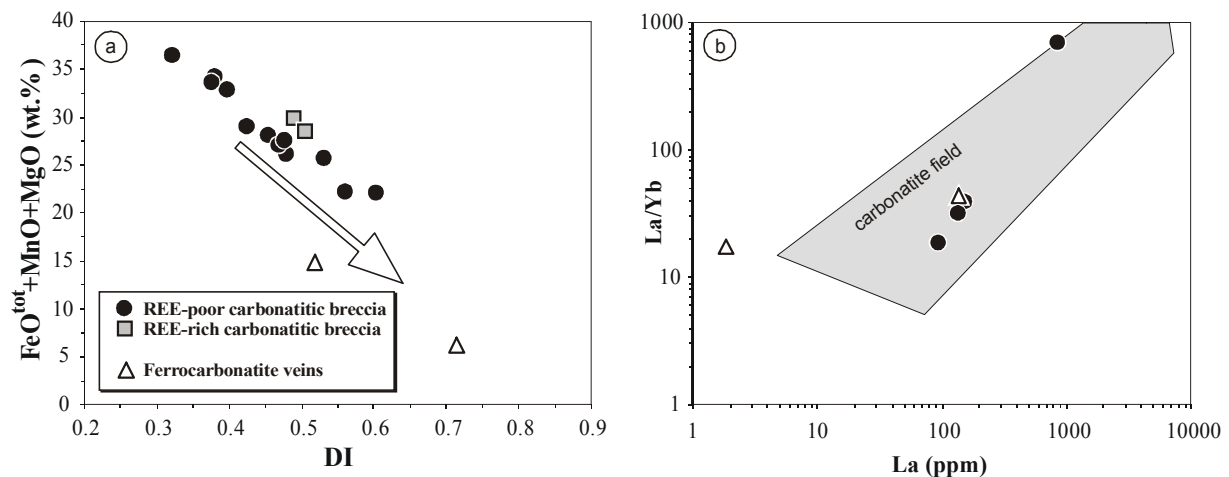 a
FeO^tot+MnO+MgO (wt.%)
40
35
30
25
20
15
10
5
0
REE-poor carbonatitic breccia
REE-rich carbonatitic breccia
Ferrocarbonatite veins
0.2 0.3 0.4 0.5 0.6 0.7 0.8 0.9
DI
b
La/Yb
1000
100
10
1
carbonatite field
1 10 100 1000 10000
La (ppm)